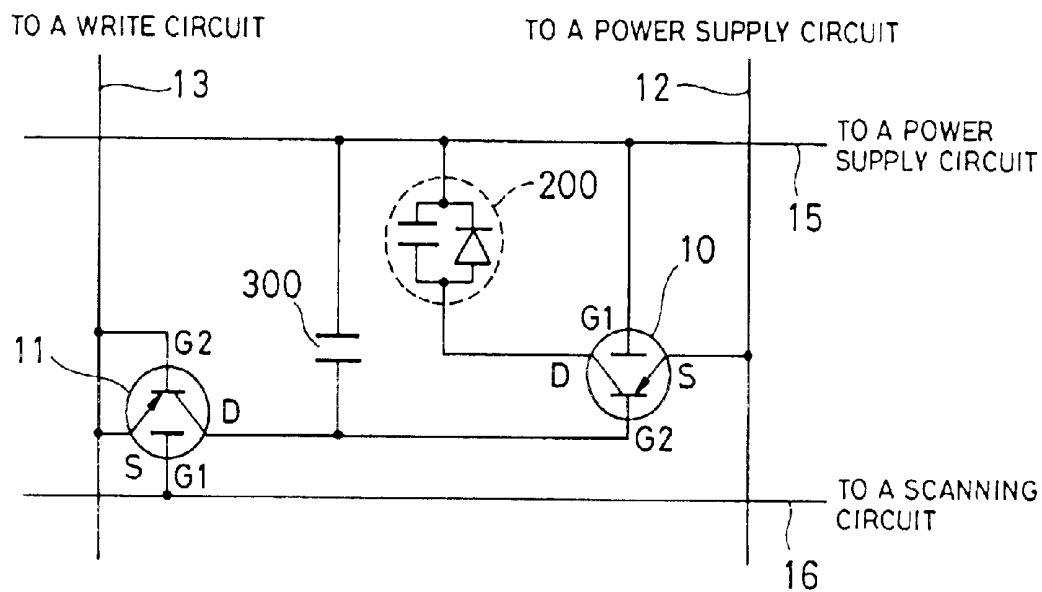 TO A WRITE CIRCUIT
TO A POWER SUPPLY CIRCUIT
13
12
TO A POWER
SUPPLY CIRCUIT
200
15
10
300
G1
11
G2
D
S
D
G2
S
G1
TO A SCANNING
CIRCUIT
16